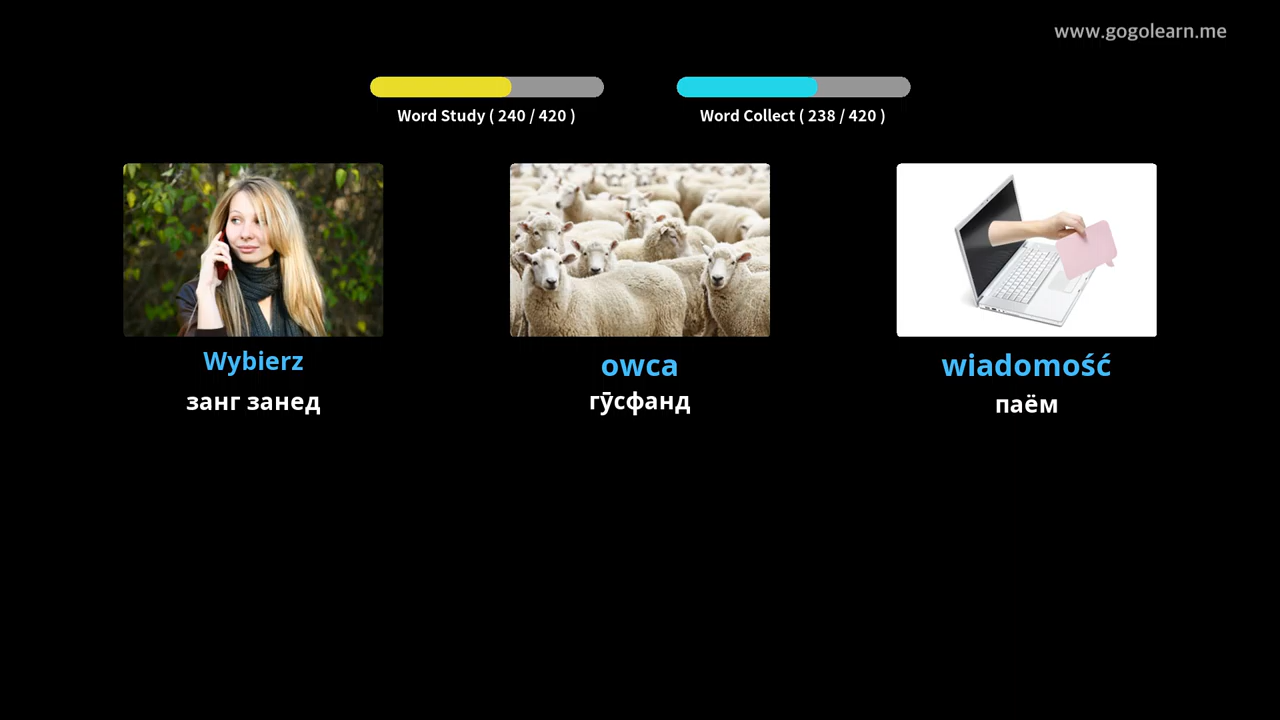 www.gogolearn.me
Word Study ( 240 / 420 )
Word Collect ( 238 / 420 )
Wybierz
занг занед
owca
гӯсфанд
wiadomość
паём